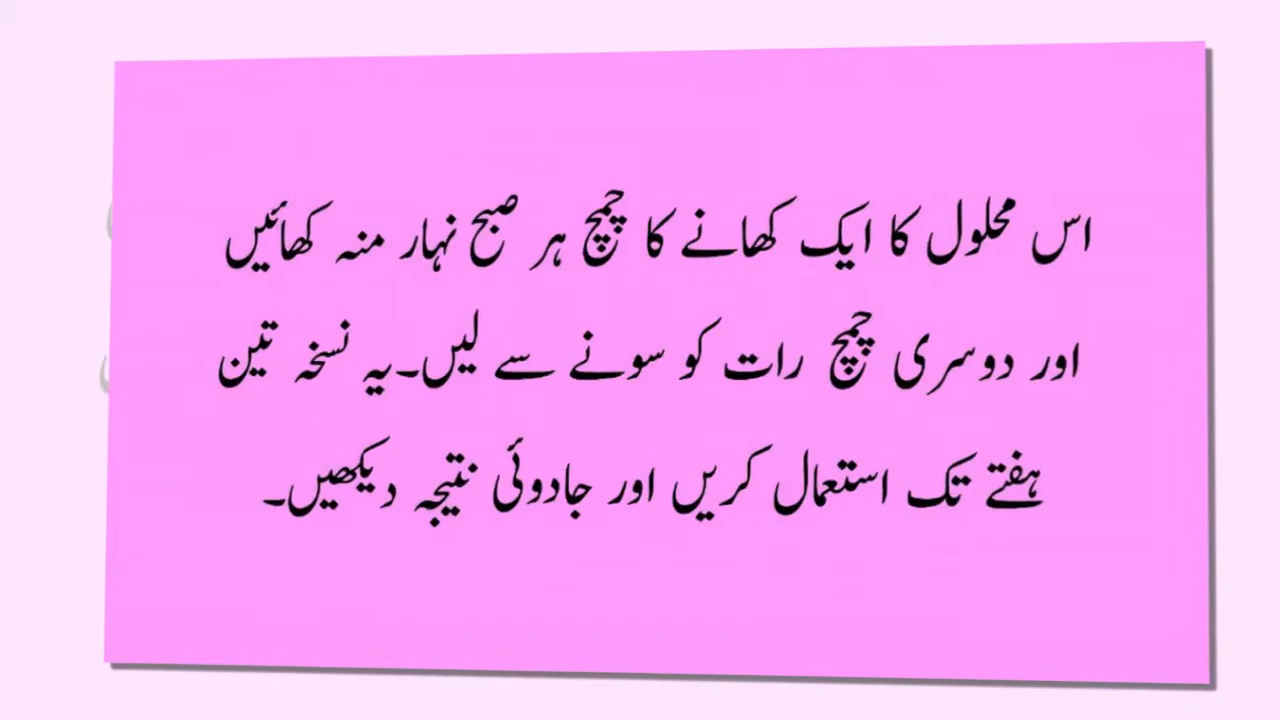 اس محلول کا ایک کھانے کا چمچ ہر صبح نہار منہ کھائیں
اور دوسری چمچ رات کو سونے سے لیں۔یہ نسخہ تین
ہفتے تک استعمال کریں اور جادوئی نتیجہ دیکھیں۔